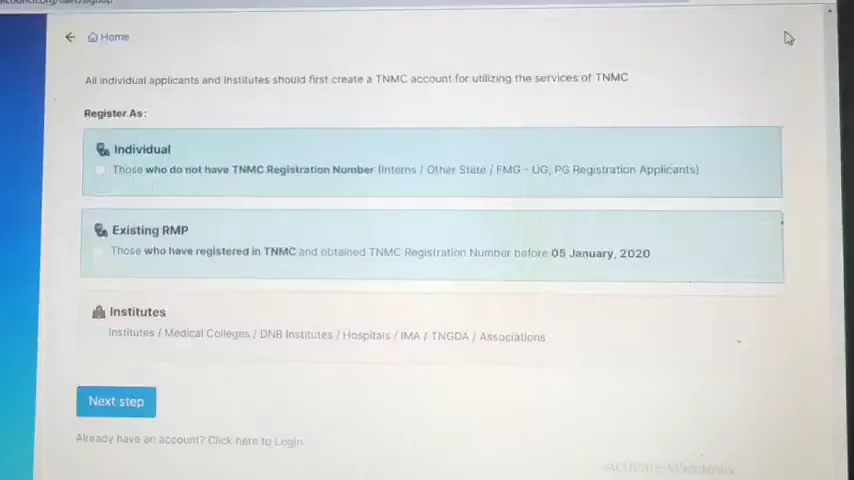 Home
All individual applicants and institutes should first create a TNMC account for utilizing the services of TNMC
Register As:
Individual
Those who do not have TNMC Registration Number (Interns / Other State / FMG - UG, PG Registration Applicants)
Existing RMP
Those who have registered in TNMC and obtained TNMC Registration Number before 05 January, 2020
Institutes
Institutes / Medical Colleges / DNB Institutes / Hospitals / IMA / TNGDA / Associations
Next step
Already have an account? Click here to Login
Activate Windows